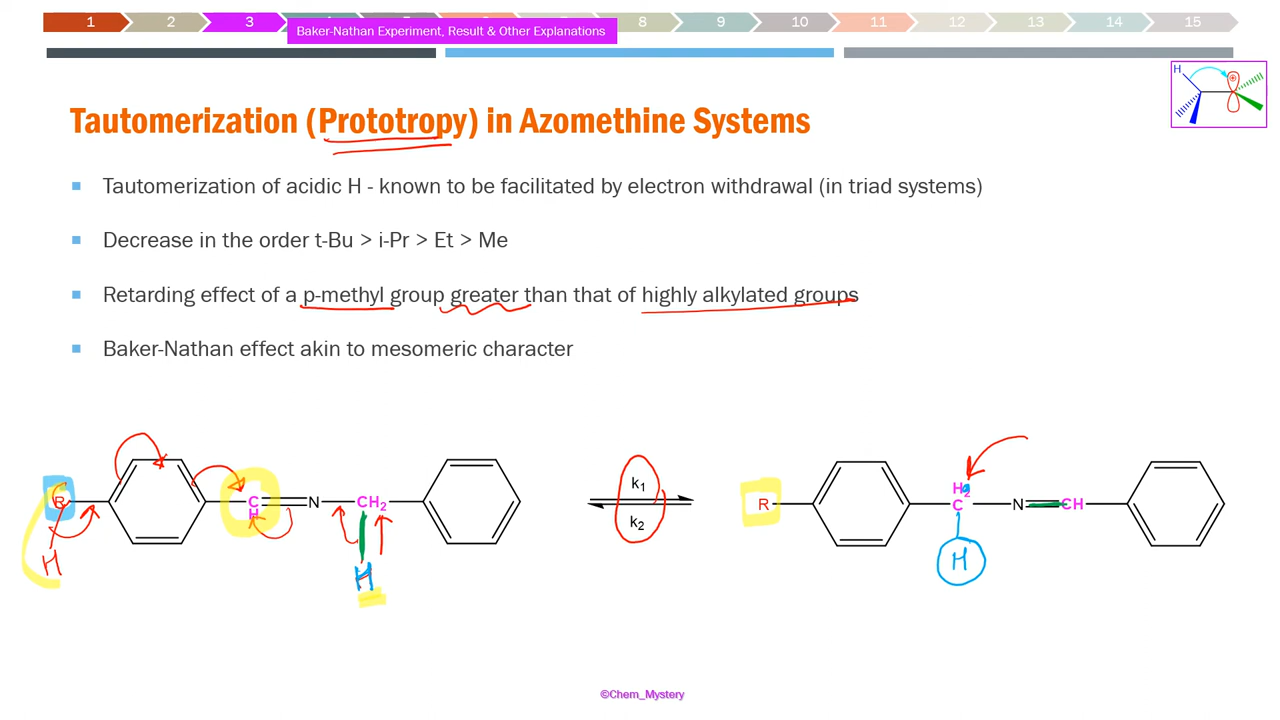 1 2 3 8 9 10 11 12 13 14 15
Baker-Nathan Experiment, Result & Other Explanations
H
Tautomerization (Prototropy) in Azomethine Systems
Tautomerization of acidic H - known to be facilitated by electron withdrawal (in triad systems)
Decrease in the order t-Bu > i-Pr > Et > Me
Retarding effect of a p-methyl group greater than that of highly alkylated groups
Baker-Nathan effect akin to mesomeric character
R C H N CH2 k1 k2 R H2 C N CH
H H H
©Chem_Mystery